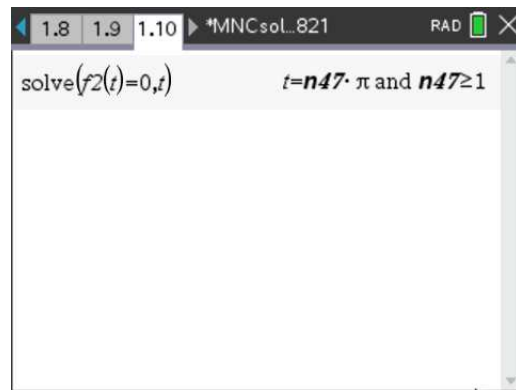 1.8 1.9 1.10 *MNCsol...821 RAD
solve(f2(t)=0,t) t=n47·π and n47≥1